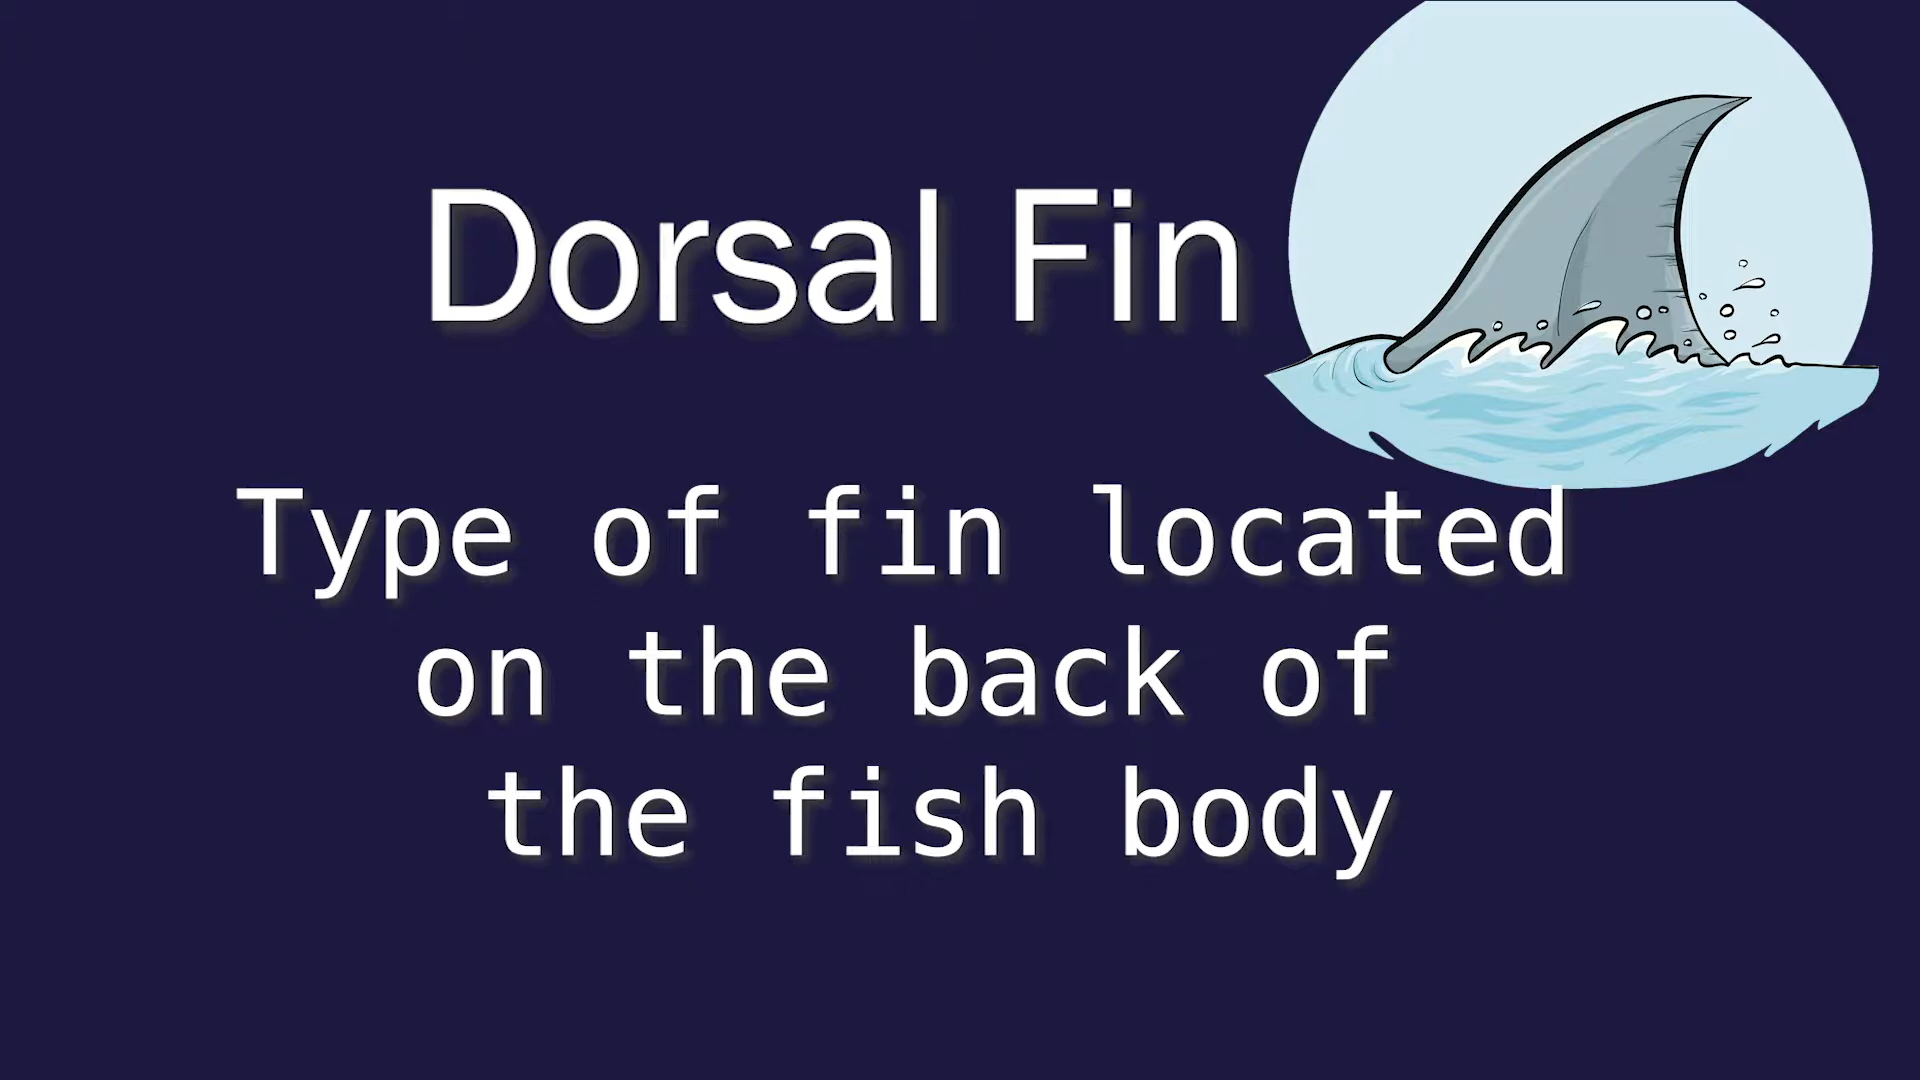 Dorsal Fin
Type of fin located
on the back of
the fish body